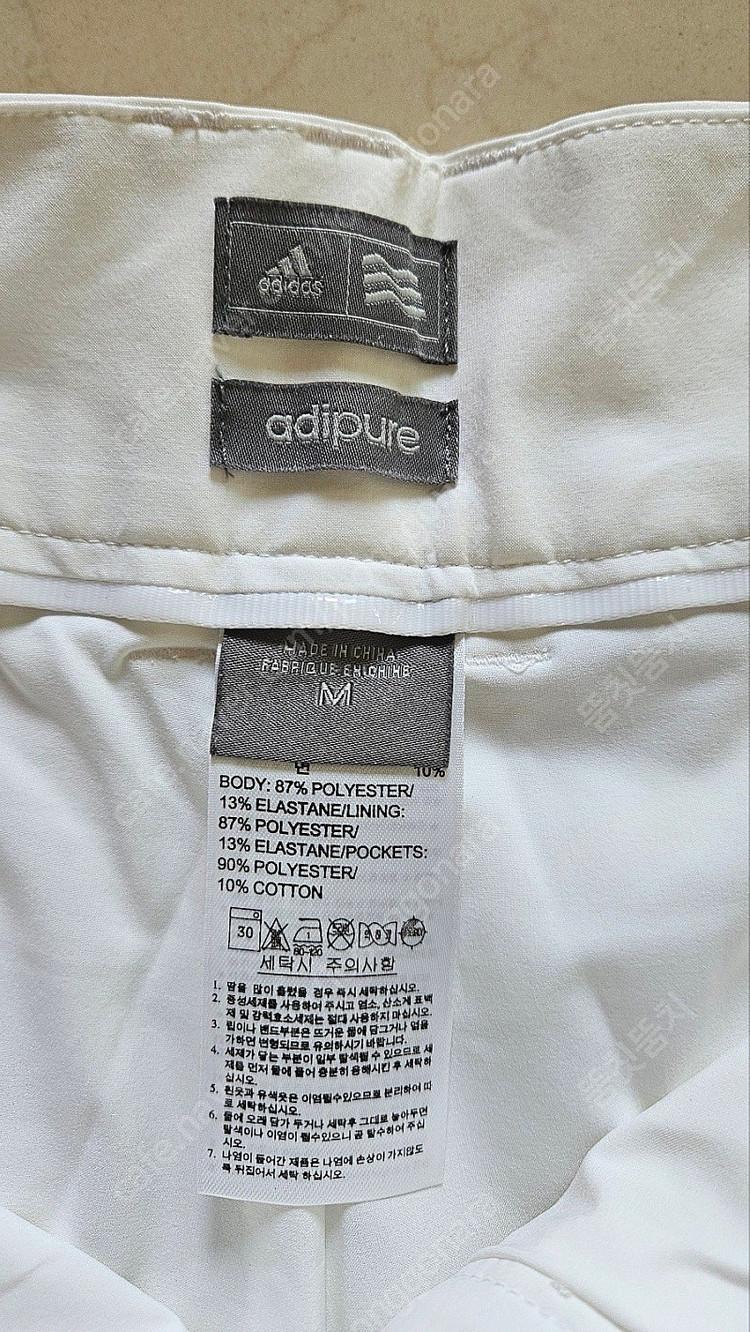 adidas
adipure
MADE IN CHINA
FABRIQUE EN CHINE
M
면 10%
BODY: 87% POLYESTER/
13% ELASTANE/LINING:
87% POLYESTER/
13% ELASTANE/POCKETS:
90% POLYESTER/
10% COTTON
30
80-120
세탁시 주의사항
1. 땀을 많이 흘렸을 경우 즉시 세탁하십시오.
2. 중성세제를 사용하여 주시고 염소, 산소계 표백
제 및 강력효소세제는 절대 사용하지 마십시오.
3. 립이나 밴드부분은 뜨거운 물에 담그거나 열을
가하면 변형되므로 유의하시기 바랍니다.
4. 세제가 닿는 부분이 일부 탈색될 수 있으므로 세
제를 먼저 물에 풀어 충분히 용해시킨 후 세탁하
십시오.
5. 흰옷과 유색옷은 이염될수있으므로 분리하여 따
로 세탁하십시오.
6. 물에 오래 담가 두거나 세탁후 그대로 놓아두면
탈색이나 이염이 될수있으니 곧 탈수하여 주십
시오.
7. 나염이 들어간 제품은 나염에 손상이 가지않도
록 뒤집어서 세탁 하십시오.